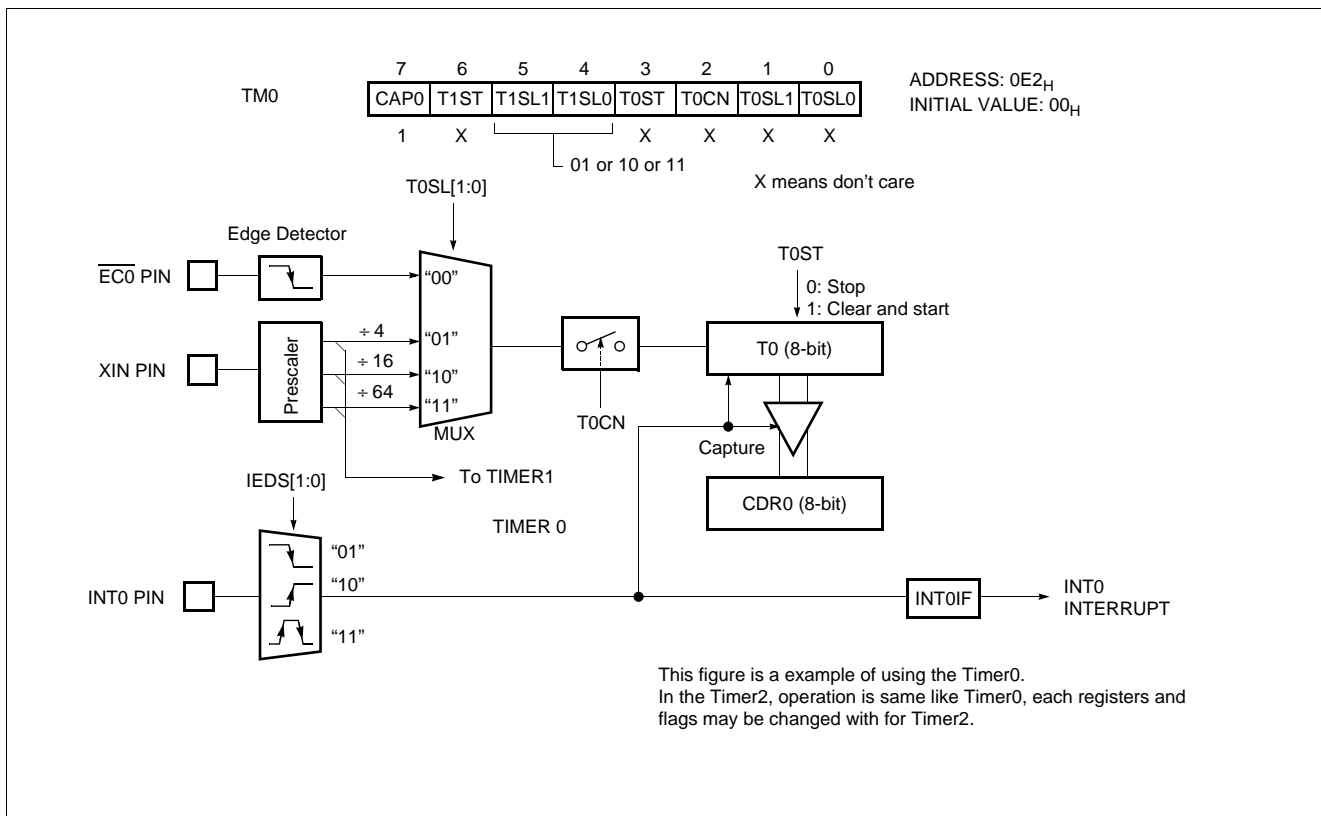 7 6 5 4 3 2 1 0
TM0 CAP0 T1ST T1SL1 T1SL0 T0ST T0CN T0SL1 T0SL0
ADDRESS: 0E2H
INITIAL VALUE: 00H
1 X X X X X
01 or 10 or 11
X means don't care
T0SL[1:0]
Edge Detector
EC0 PIN
“00”
T0ST
0: Stop
1: Clear and start
XIN PIN
Prescaler
÷ 4
“01”
÷ 16
“10”
÷ 64
“11”
MUX
T0CN
T0 (8-bit)
Capture
CDR0 (8-bit)
To TIMER1
TIMER 0
IEDS[1:0]
INT0 PIN
“01”
“10”
“11”
INT0IF
INT0
INTERRUPT
This figure is a example of using the Timer0.
In the Timer2, operation is same like Timer0, each registers and
flags may be changed with for Timer2.